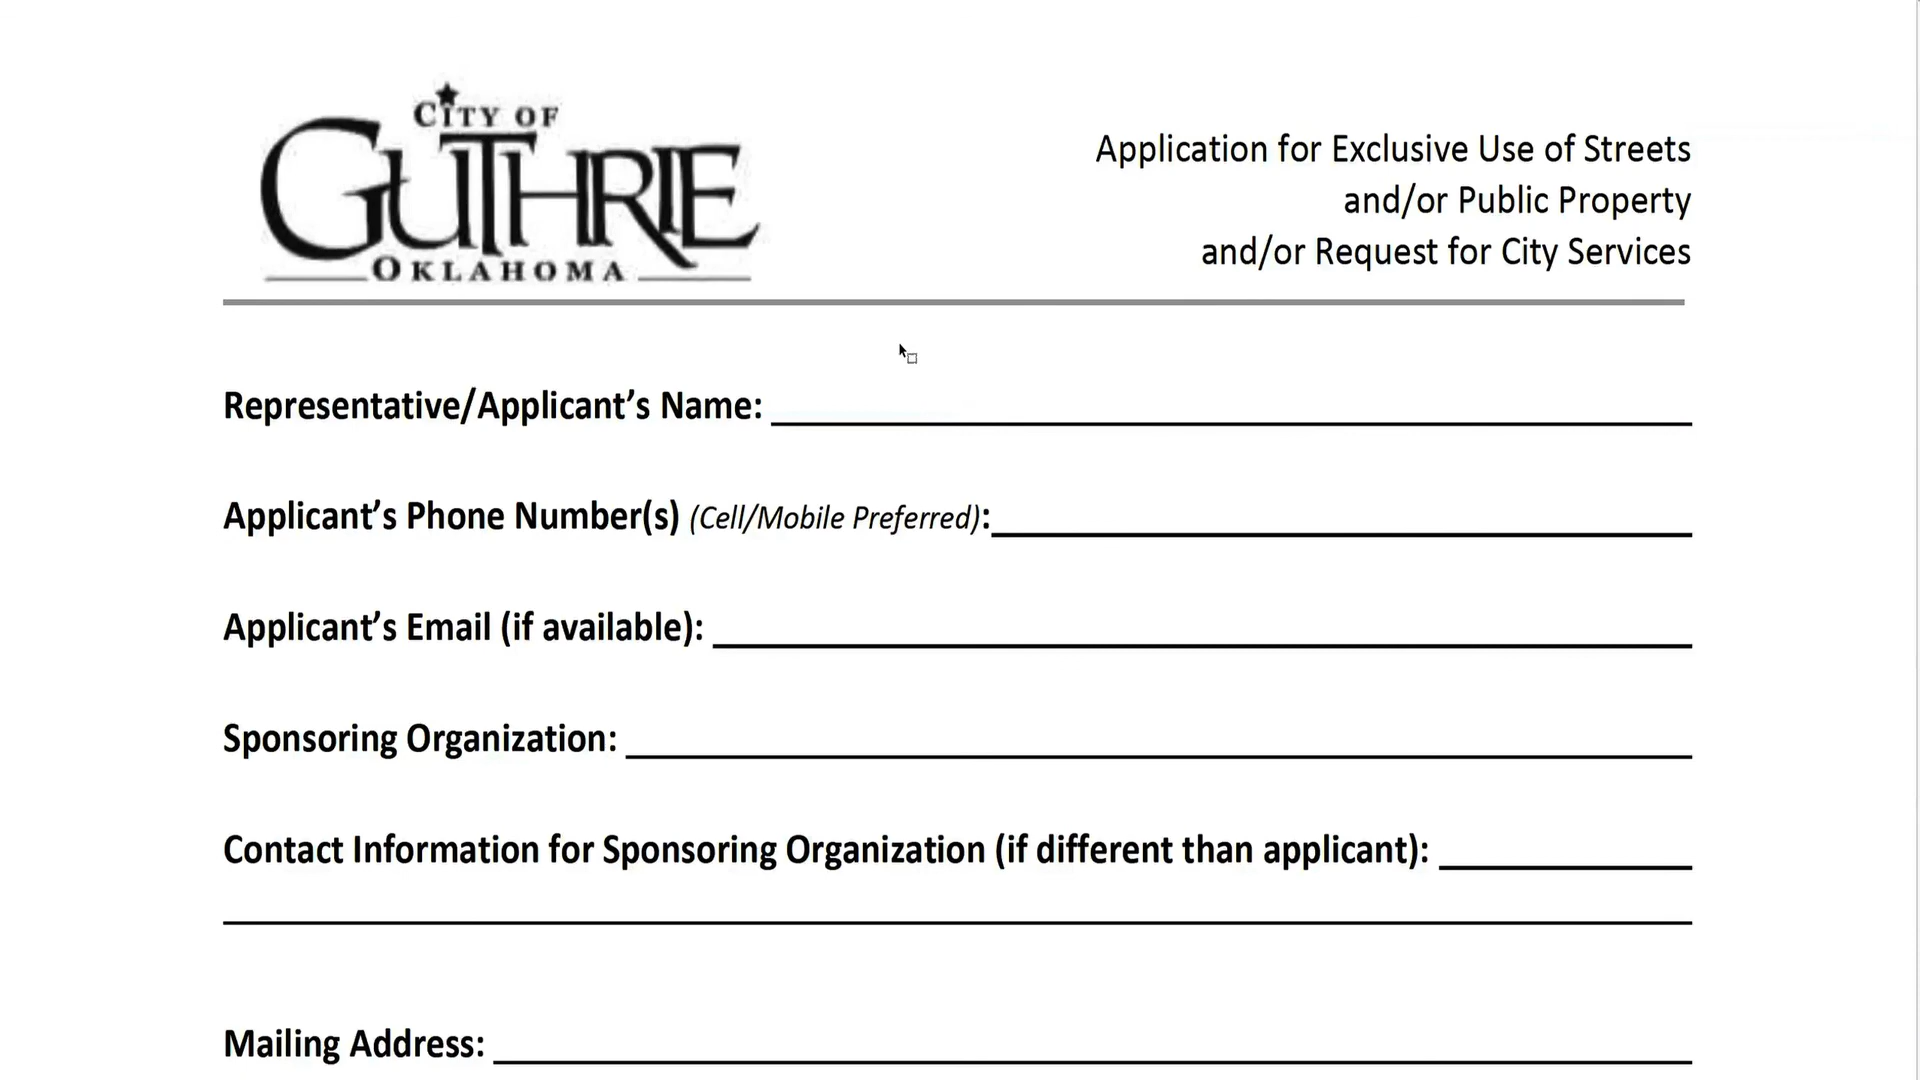 CITY OF
GUTHRIE
OKLAHOMA
Application for Exclusive Use of Streets
and/or Public Property
and/or Request for City Services
Representative/Applicant’s Name:
Applicant’s Phone Number(s) (Cell/Mobile Preferred):
Applicant’s Email (if available):
Sponsoring Organization:
Contact Information for Sponsoring Organization (if different than applicant):
Mailing Address: